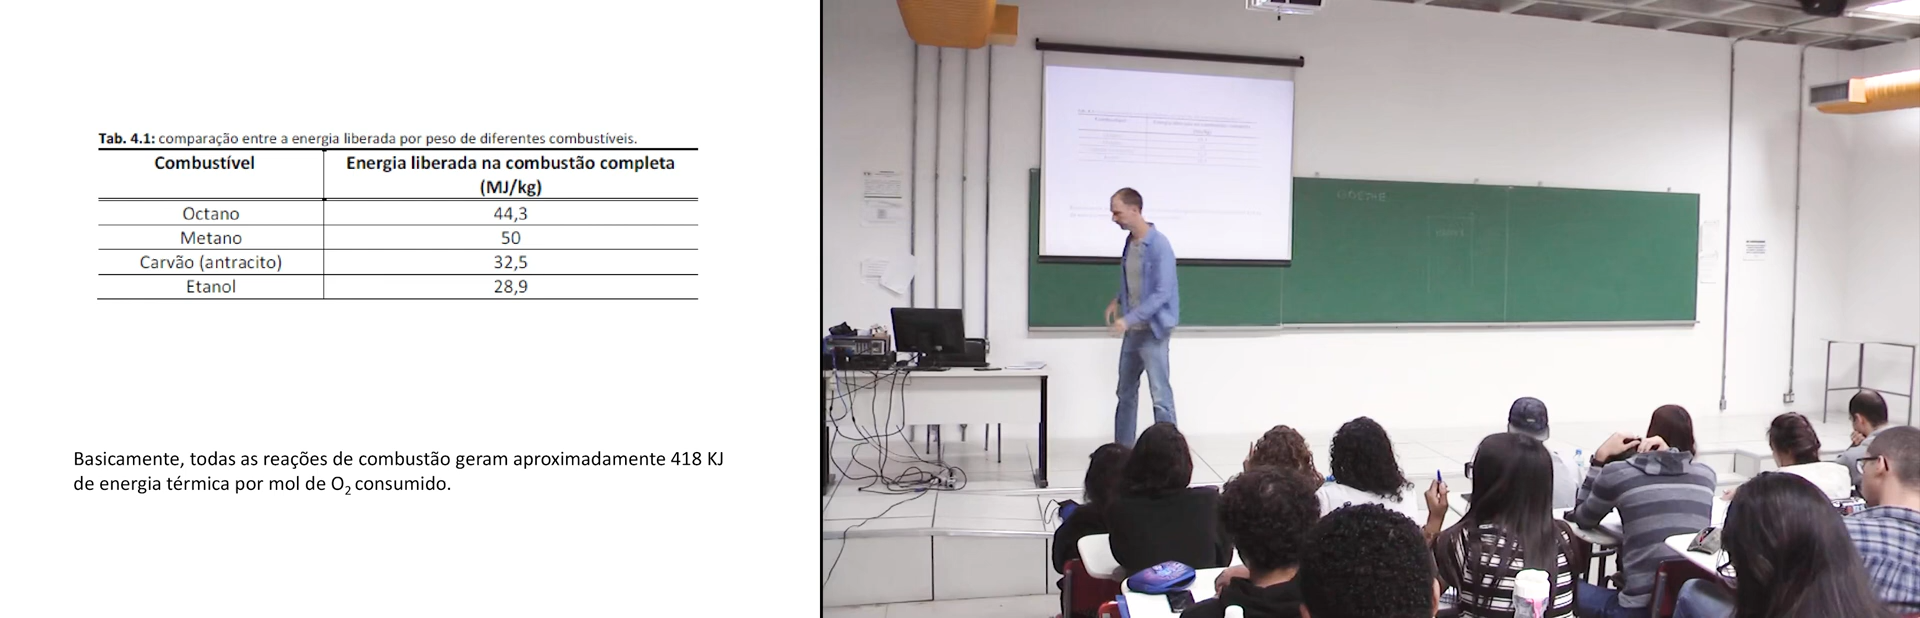 Tab. 4.1: comparação entre a energia liberada por peso de diferentes combustíveis.
Combustível Energia liberada na combustão completa
(MJ/kg)
Octano 44,3
Metano 50
Carvão (antracito) 32,5
Etanol 28,9
Basicamente, todas as reações de combustão geram aproximadamente 418 KJ
de energia térmica por mol de O₂ consumido.
GOETHE